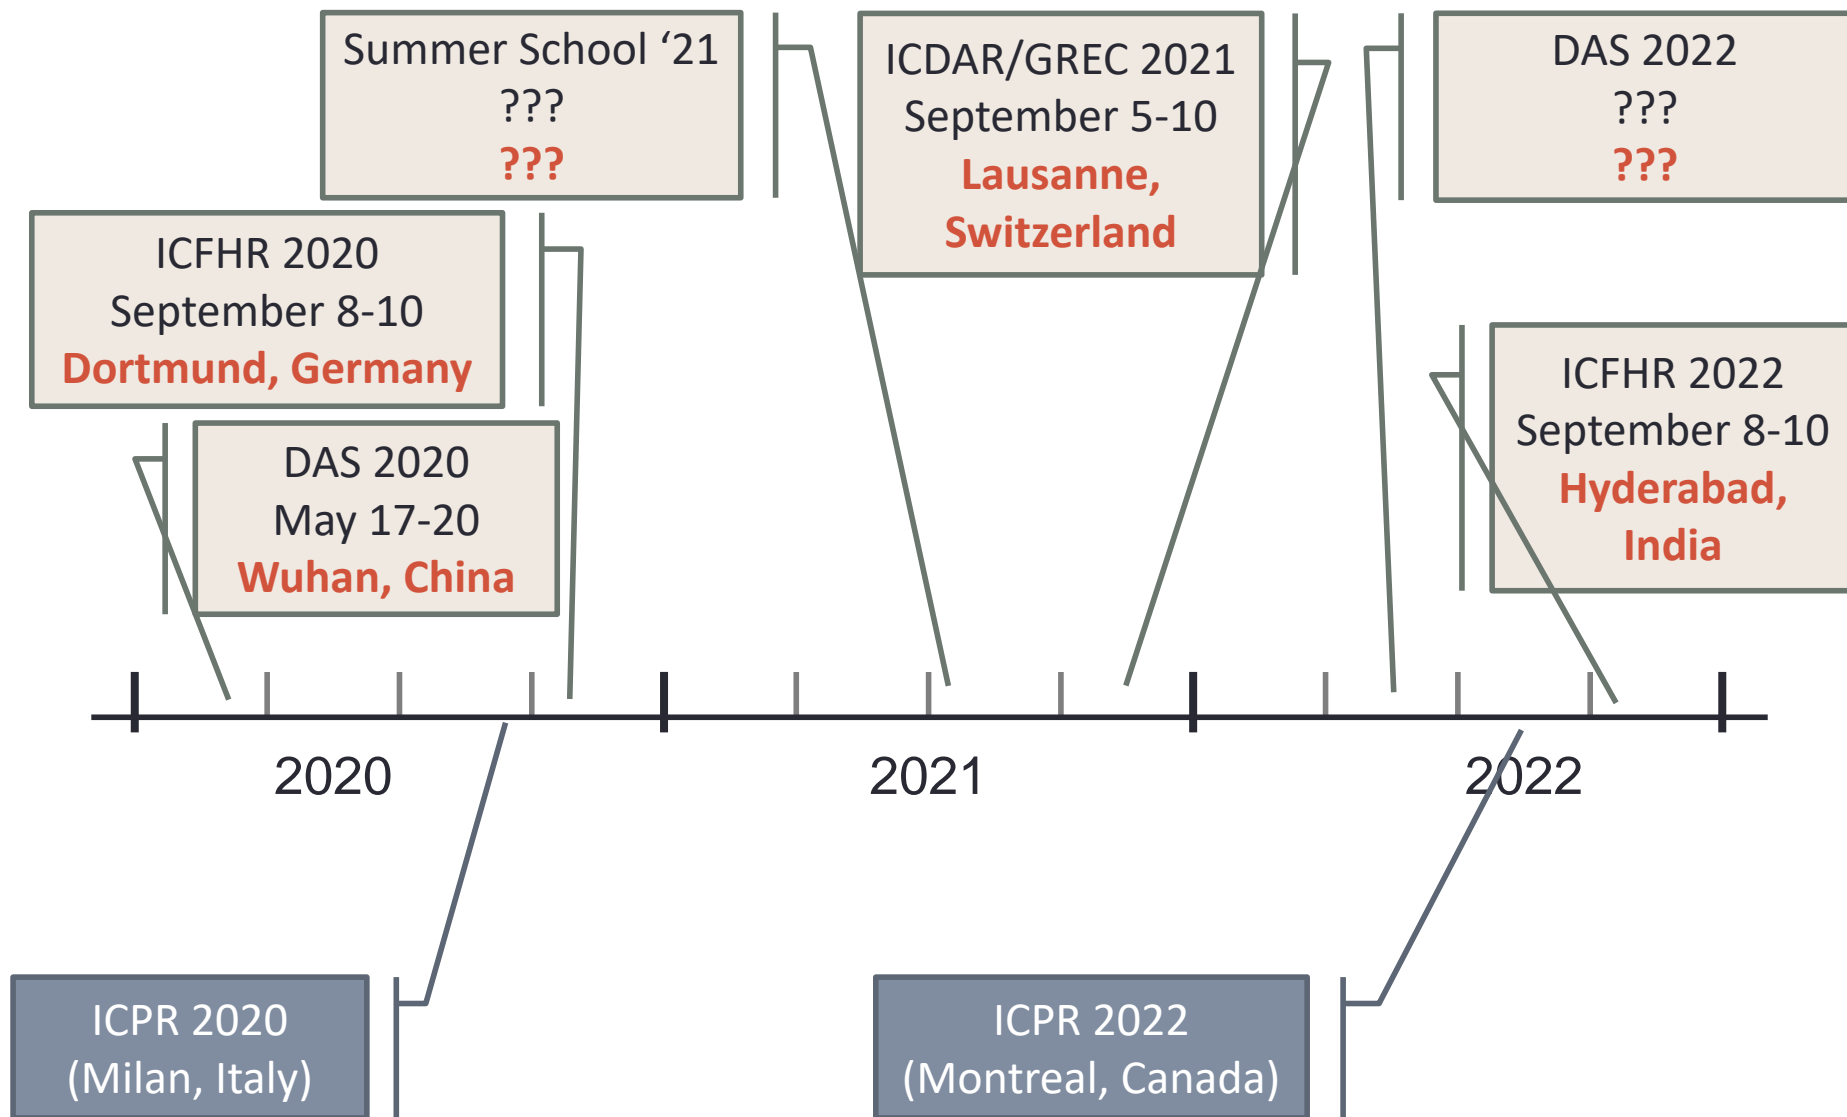 Summer School ‘21
???
???
ICDAR/GREC 2021
September 5-10
Lausanne,
Switzerland
DAS 2022
???
???
ICFHR 2020
September 8-10
Dortmund, Germany
DAS 2020
May 17-20
Wuhan, China
ICFHR 2022
September 8-10
Hyderabad,
India
2020
2021
2022
ICPR 2020
(Milan, Italy)
ICPR 2022
(Montreal, Canada)